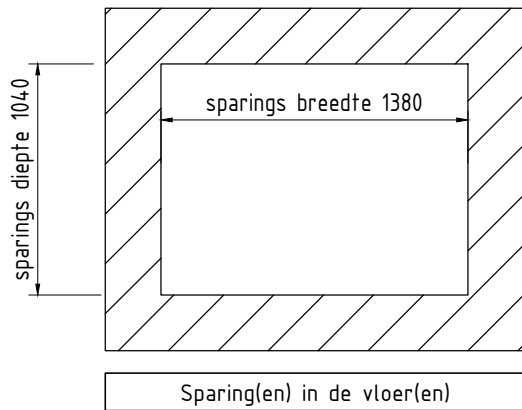 sparings breedte 1380
sparings diepte 1040
Sparing(en) in de vloer(en)